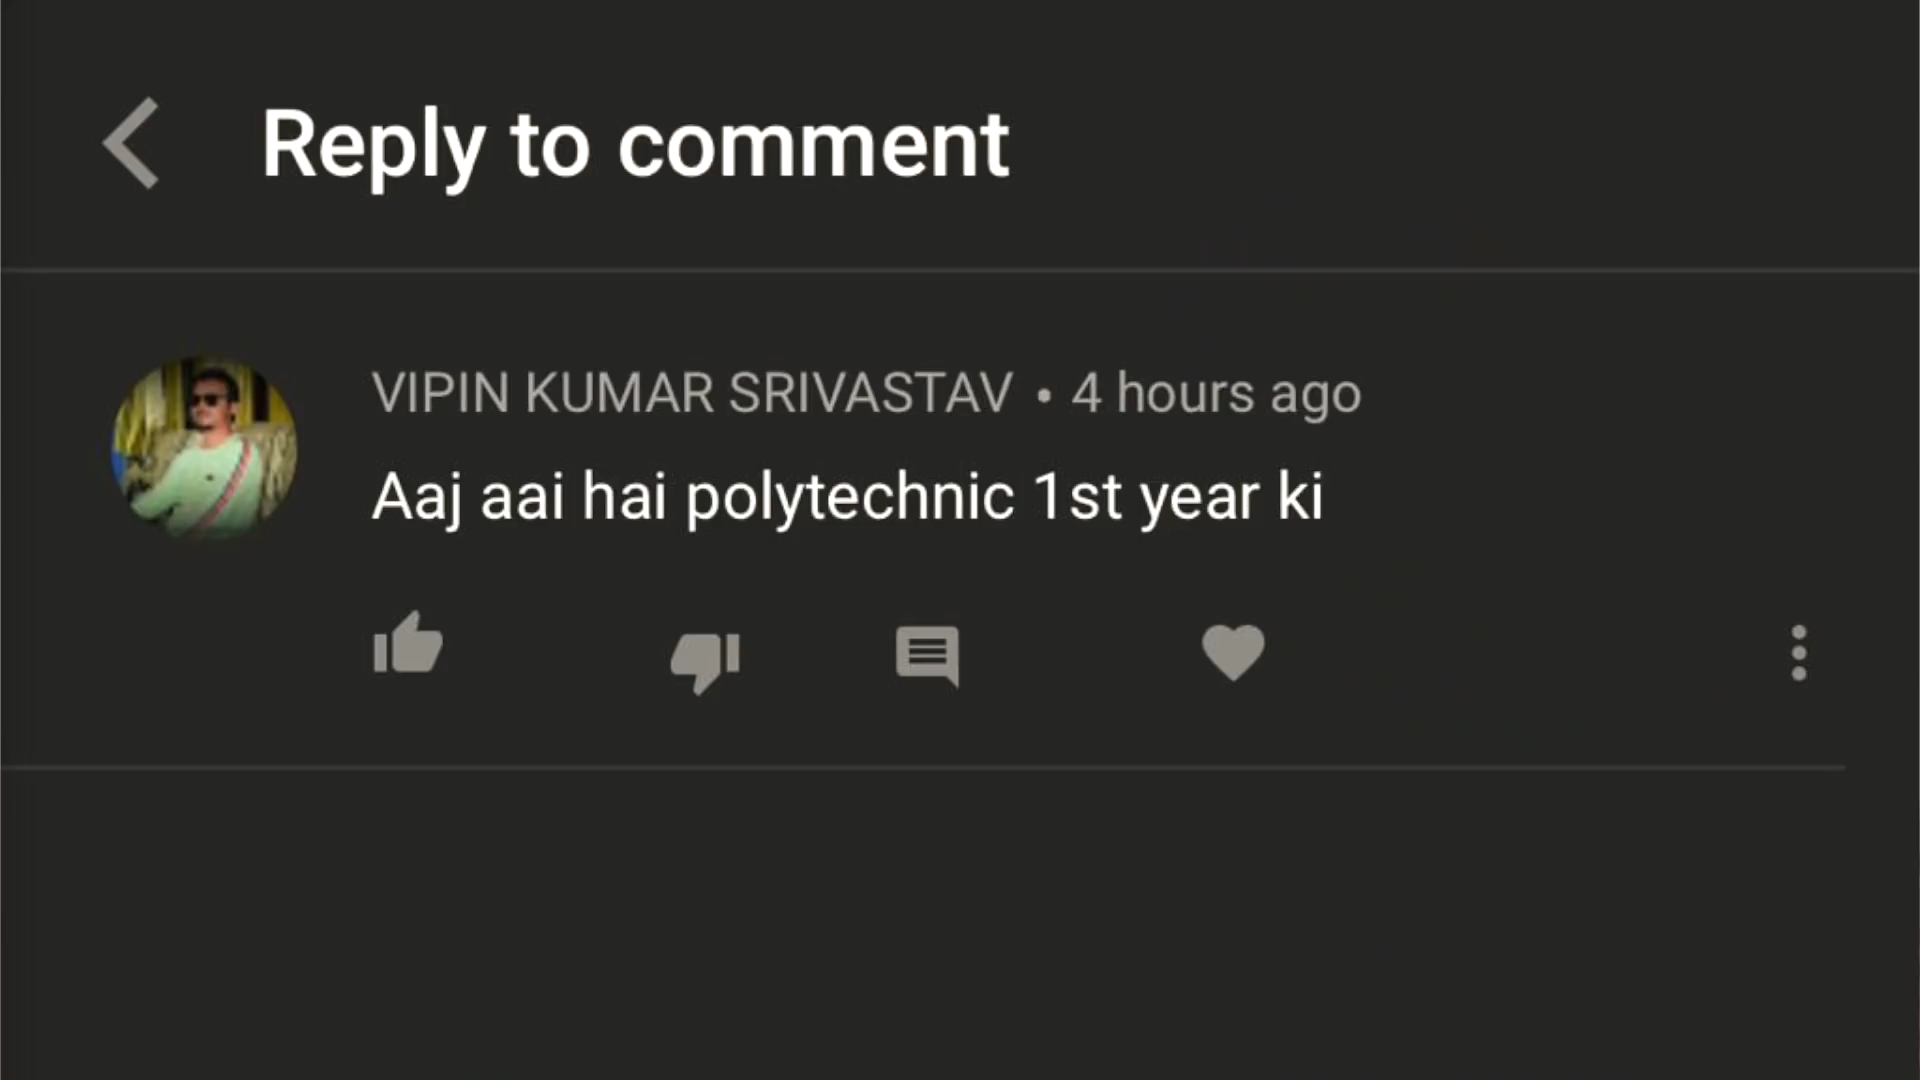 Reply to comment
VIPIN KUMAR SRIVASTAV • 4 hours ago
Aaj aai hai polytechnic 1st year ki